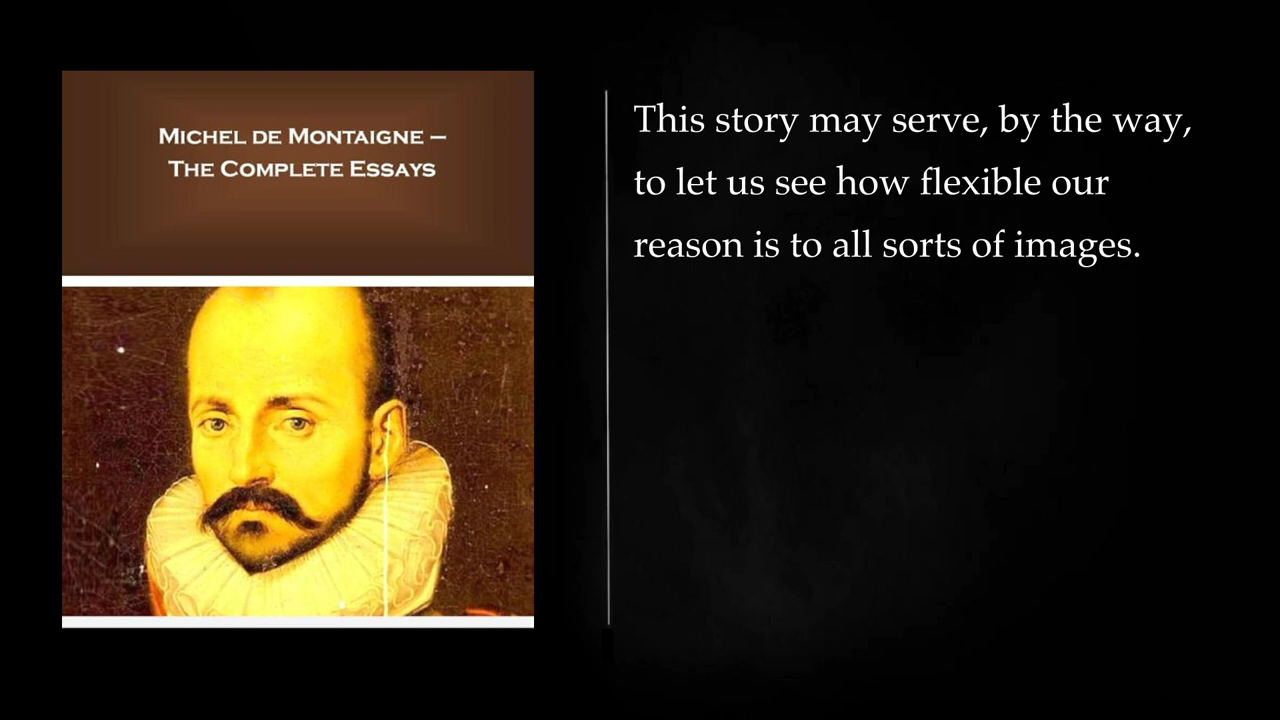 MICHEL DE MONTAIGNE –
THE COMPLETE ESSAYS
This story may serve, by the way,
to let us see how flexible our
reason is to all sorts of images.